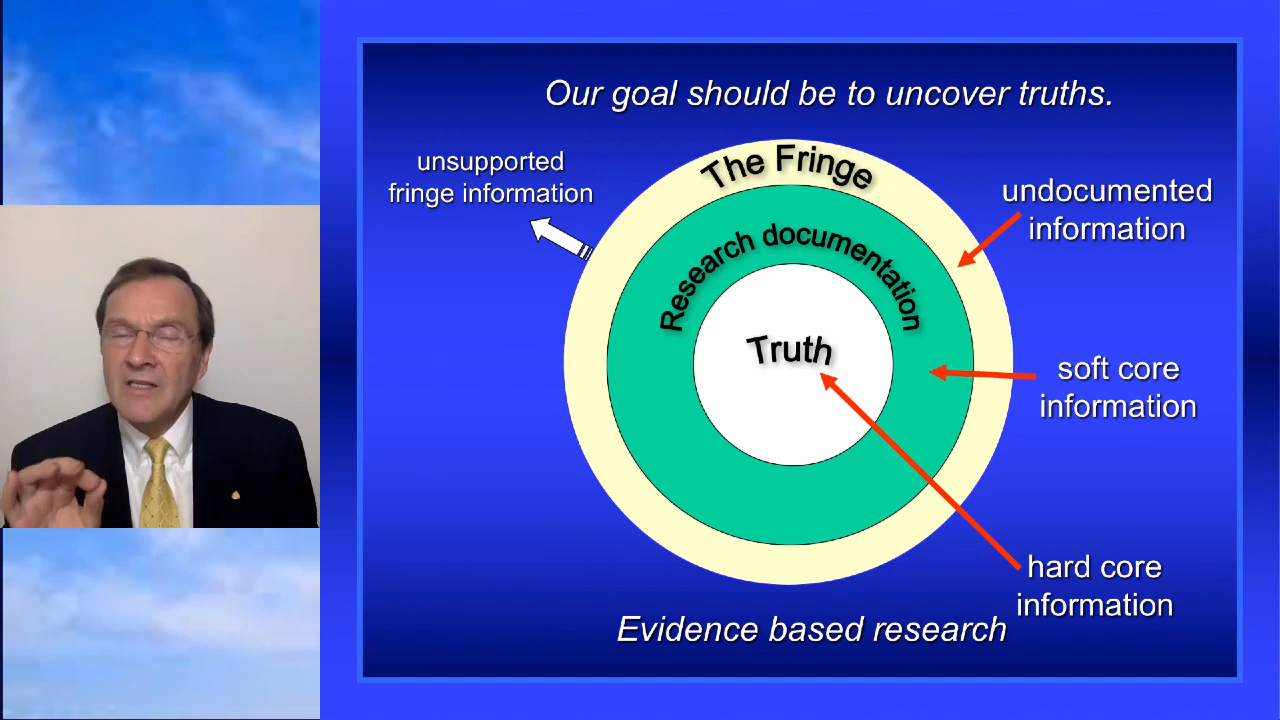 Our goal should be to uncover truths.
unsupported
fringe information
The Fringe
undocumented
information
Research documentation
Truth
soft core
information
hard core
information
Evidence based research